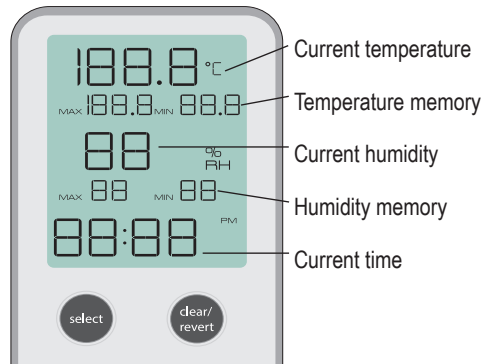 188.8 °C
MAX 188.8 MIN 88.8
88 % RH
MAX 88 MIN 88
88:88 PM
select
clear/
revert
Current temperature
Temperature memory
Current humidity
Humidity memory
Current time